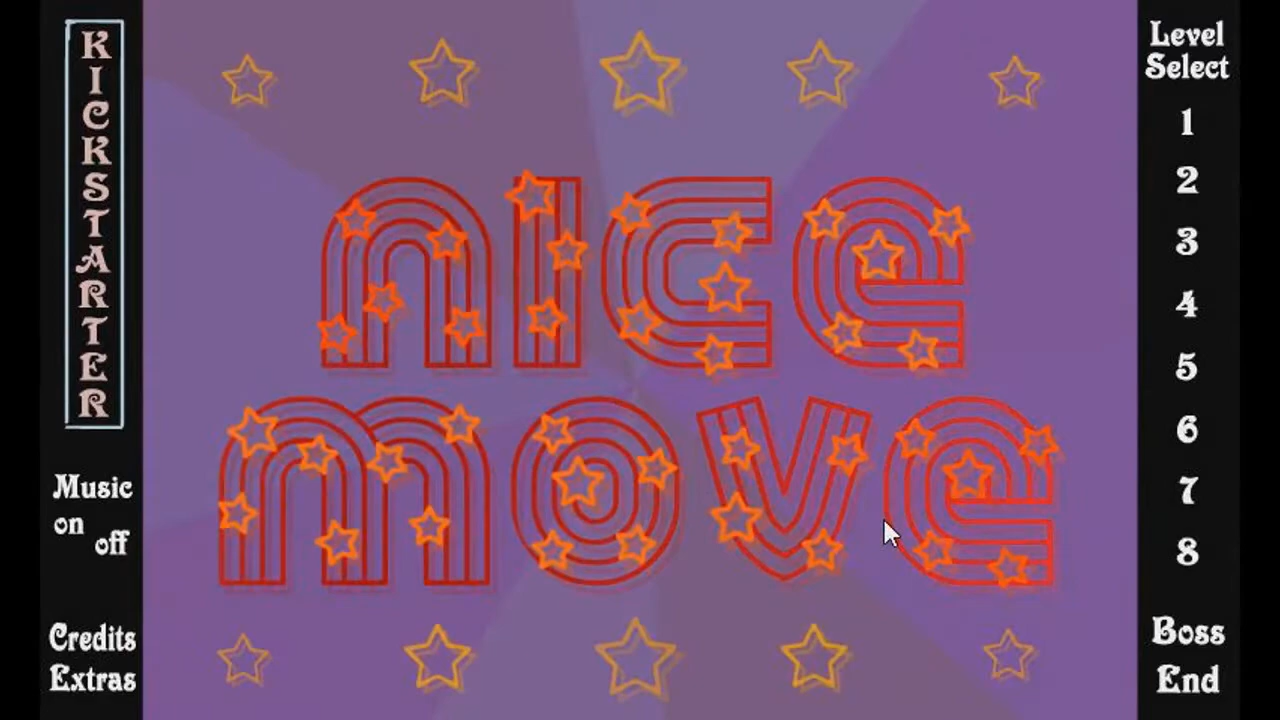 KICKSTARTER
Music
on
off
Credits
Extras
nice
move
Level
Select
1
2
3
4
5
6
7
8
Boss
End